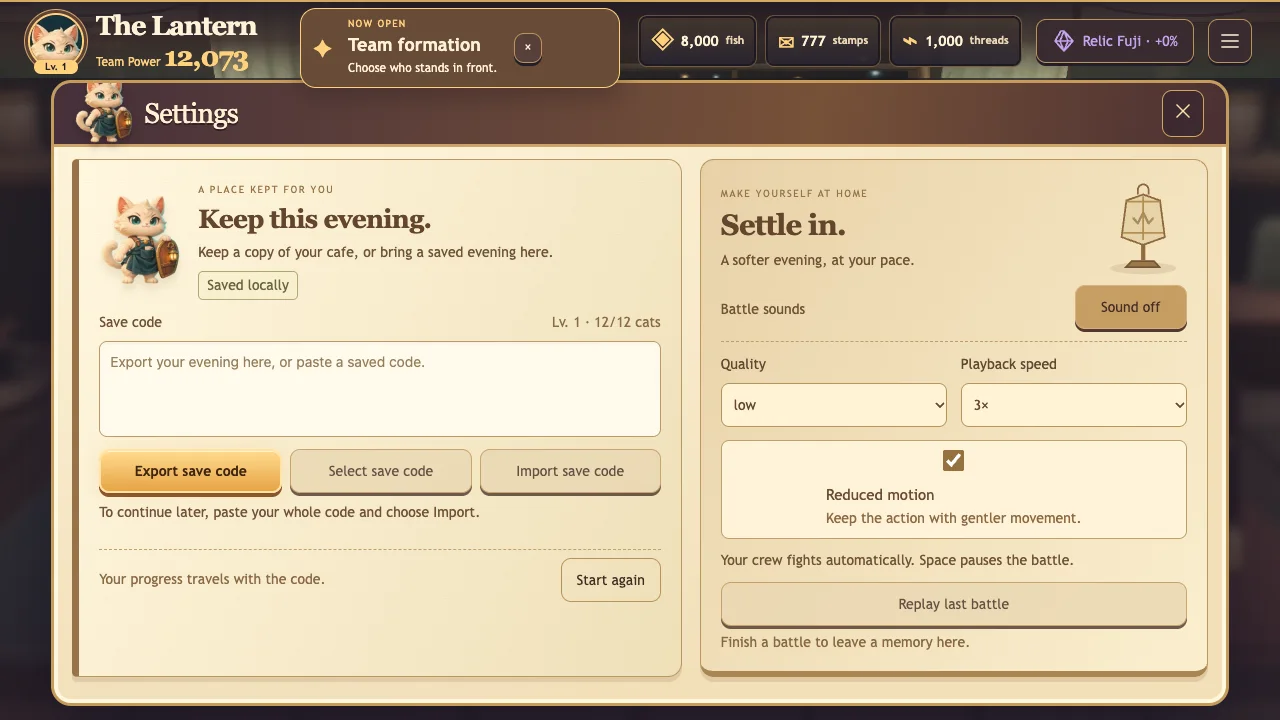 The Lantern
Team Power 12,073
Lv. 1
NOW OPEN
Team formation
Choose who stands in front.
×
8,000 fish
777 stamps
1,000 threads
Relic Fuji · +0%
Settings
A PLACE KEPT FOR YOU
Keep this evening.
Keep a copy of your cafe, or bring a saved evening here.
Saved locally
Save code
Lv. 1 · 12/12 cats
Export your evening here, or paste a saved code.
Export save code
Select save code
Import save code
To continue later, paste your whole code and choose Import.
Your progress travels with the code.
Start again
MAKE YOURSELF AT HOME
Settle in.
A softer evening, at your pace.
Battle sounds
Sound off
Quality
Playback speed
low
3×
Reduced motion
Keep the action with gentler movement.
Your crew fights automatically. Space pauses the battle.
Replay last battle
Finish a battle to leave a memory here.